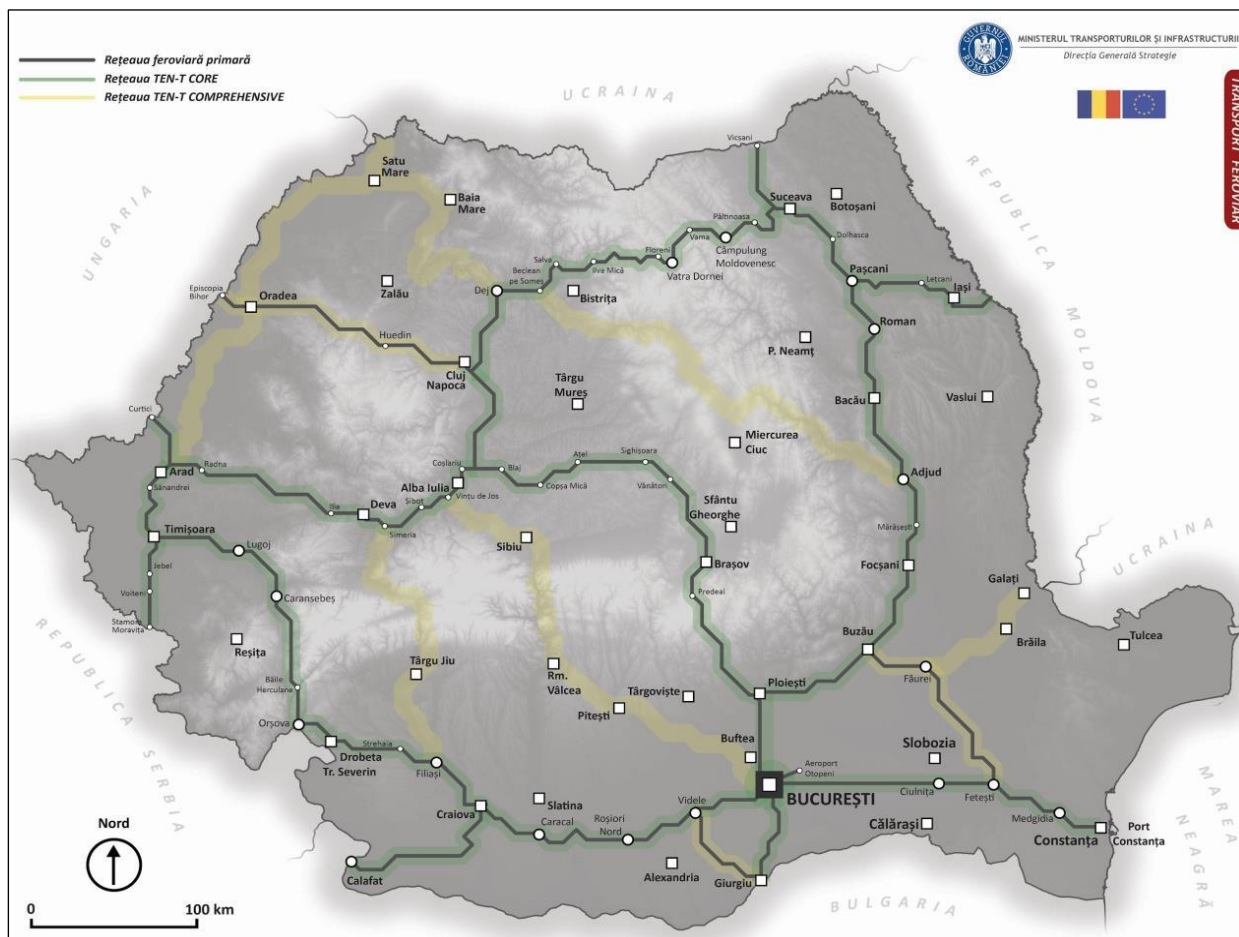 Rețeaua feroviară primară
Rețeaua TEN-T CORE
Rețeaua TEN-T COMPREHENSIVE
GUVERNUL ROMÂNIEI
MINISTERUL TRANSPORTURILOR ȘI INFRASTRUCTURII
Direcția Generală Strategie
TRANSPORT FEROVIAR
UCRAINA
UNGARIA
REPUBLICA
MOLDOVA
Vicșani
Satu
Mare
Baia
Mare
Suceava
Botoșani
Păltinoasa
Vama
Câmpulung
Moldovenesc
Dolhasca
Floreni
Salva
Ilva Mică
Vatra Dornei
Beclean
pe Someș
Dej
Bistrița
Zalău
Pașcani
Lețcani
Iași
Episcopia
Bihor
Oradea
Huedin
Cluj
Napoca
Roman
P. Neamț
Târgu
Mureș
Bacău
Vaslui
Curtici
Miercurea
Ciuc
Adjud
Arad
Radna
Sânandrei
Coșlariu
Blaj
Ațel
Sighișoara
Copșa Mică
Vânători
Alba Iulia
Vințu de Jos
Șibot
Deva
Ilia
Simeria
Sfântu
Gheorghe
Mărășești
Timișoara
Lugoj
Sibiu
Brașov
Focșani
Jebel
Voiteni
Stamora
Moravița
Caransebeș
Predeal
Galați
UCRAINA
Brăila
Tulcea
Reșița
Buzău
Făurei
Târgu Jiu
Rm.
Vâlcea
Târgoviște
Ploiești
Pitești
Băile
Herculane
Orșova
REPUBLICA
SERBIA
Strehaia
Drobeta
Tr. Severin
Filiași
Buftea
Aeroport
Otopeni
Slobozia
Ciulnița
Fetești
BUCUREȘTI
Videle
Slatina
Craiova
Caracal
Roșiori
Nord
Călărași
Medgidia
Constanța
Port
Constanța
MAREA
NEAGRĂ
Calafat
Alexandria
Giurgiu
BULGARIA
Nord
0
100 km